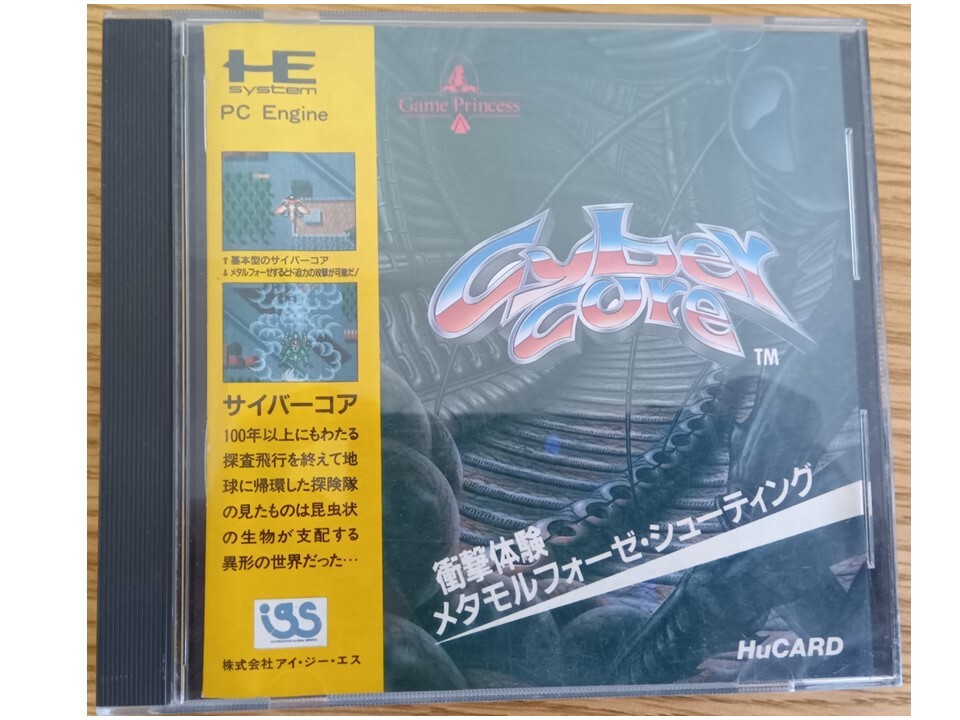 HE
system
PC Engine
↑基本型のサイバーコア
↓メタルフォーゼするとド迫力の攻撃が可能だ!
サイバーコア
100年以上にもわたる
探査飛行を終えて地
球に帰環した探険隊
の見たものは昆虫状
の生物が支配する
異形の世界だった…
igs
株式会社アイ・ジー・エス
Game Princess
Cyber
core
TM
衝撃体験
メタモルフォーゼ・シューティング
HuCARD